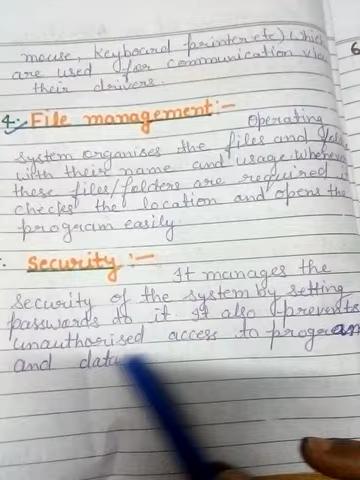 mouse, keyboard printer etc) which
are used for communication via
their drivers.
4. File management :-
Operating
system organises the files and
with their name and usage. Whenever
these files/folders are required it
checks the location and opens the
program easily
Security :-
It manages the
security of the system by setting
passwards to it. It also prevents
unauthorised access to program
and data
6